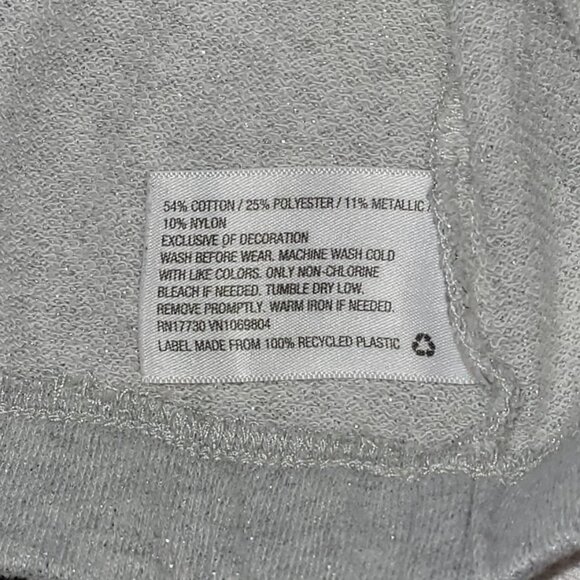 54% COTTON / 25% POLYESTER / 11% METALLIC /
10% NYLON
EXCLUSIVE OF DECORATION
WASH BEFORE WEAR. MACHINE WASH COLD
WITH LIKE COLORS. ONLY NON-CHLORINE
BLEACH IF NEEDED. TUMBLE DRY LOW.
REMOVE PROMPTLY. WARM IRON IF NEEDED.
RN17730 VN1069804
LABEL MADE FROM 100% RECYCLED PLASTIC